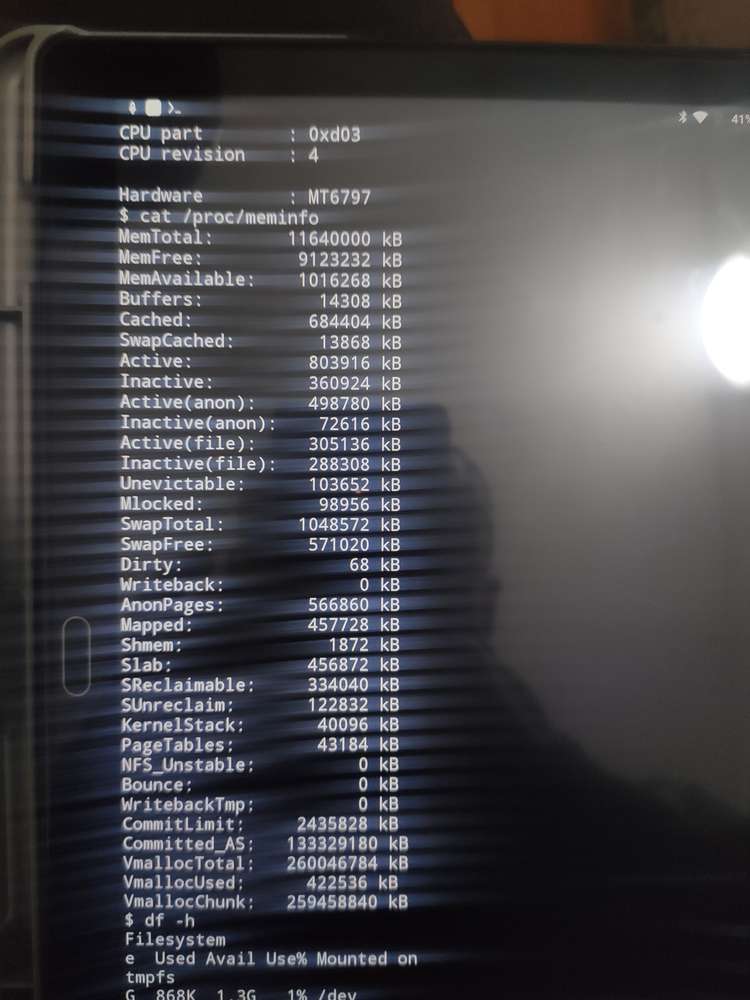 41%
CPU part : 0xd03
CPU revision : 4
Hardware : MT6797
$ cat /proc/meminfo
MemTotal: 11640000 kB
MemFree: 9123232 kB
MemAvailable: 1016268 kB
Buffers: 14308 kB
Cached: 684404 kB
SwapCached: 13868 kB
Active: 803916 kB
Inactive: 360924 kB
Active(anon): 498780 kB
Inactive(anon): 72616 kB
Active(file): 305136 kB
Inactive(file): 288308 kB
Unevictable: 103652 kB
Mlocked: 98956 kB
SwapTotal: 1048572 kB
SwapFree: 571020 kB
Dirty: 68 kB
Writeback: 0 kB
AnonPages: 566860 kB
Mapped: 457728 kB
Shmem: 1872 kB
Slab: 456872 kB
SReclaimable: 334040 kB
SUnreclaim: 122832 kB
KernelStack: 40096 kB
PageTables: 43184 kB
NFS_Unstable: 0 kB
Bounce: 0 kB
WritebackTmp: 0 kB
CommitLimit: 2435828 kB
Committed_AS: 133329180 kB
VmallocTotal: 260046784 kB
VmallocUsed: 422536 kB
VmallocChunk: 259458840 kB
$ df -h
Filesystem
e Used Avail Use% Mounted on
tmpfs
G 868K 1.3G 1% /dev